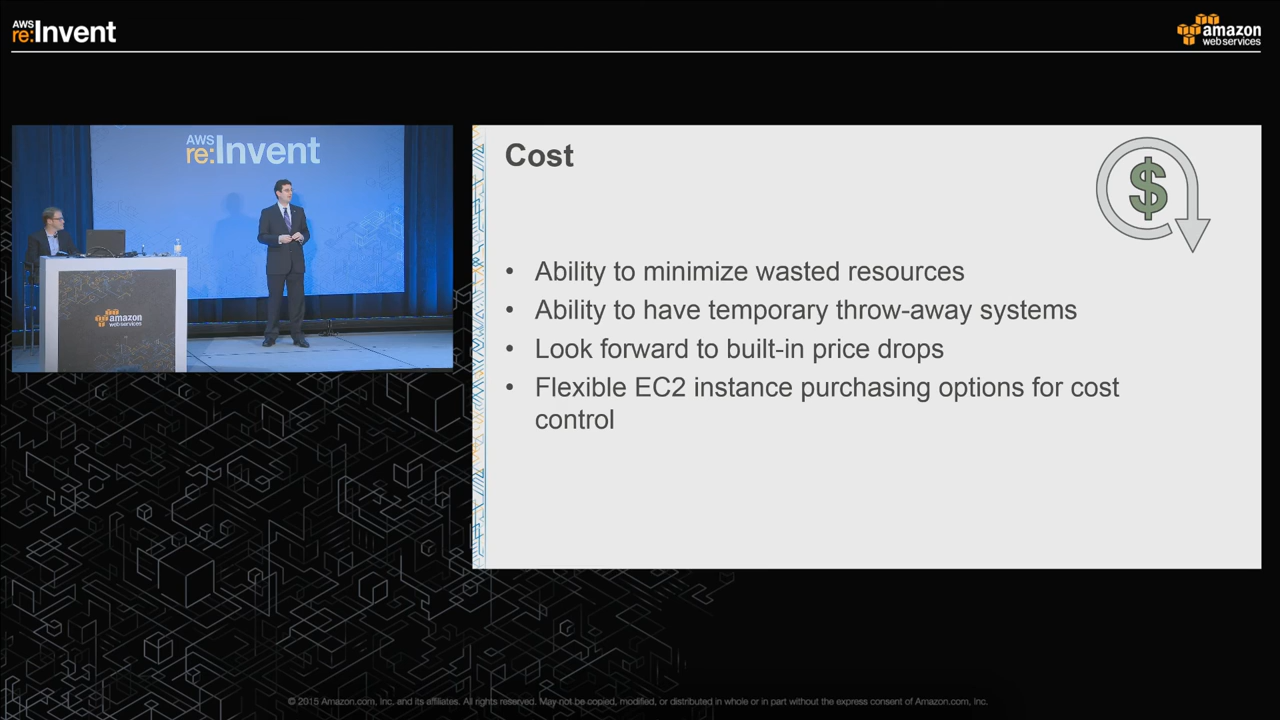 AWS
re:Invent
amazon
web services
AWS
re:Invent
amazon
web services
Cost
$
• Ability to minimize wasted resources
• Ability to have temporary throw-away systems
• Look forward to built-in price drops
• Flexible EC2 instance purchasing options for cost
control
© 2015 Amazon.com, Inc. and its affiliates. All rights reserved. May not be copied, modified, or distributed in whole or in part without the express consent of Amazon.com, Inc.